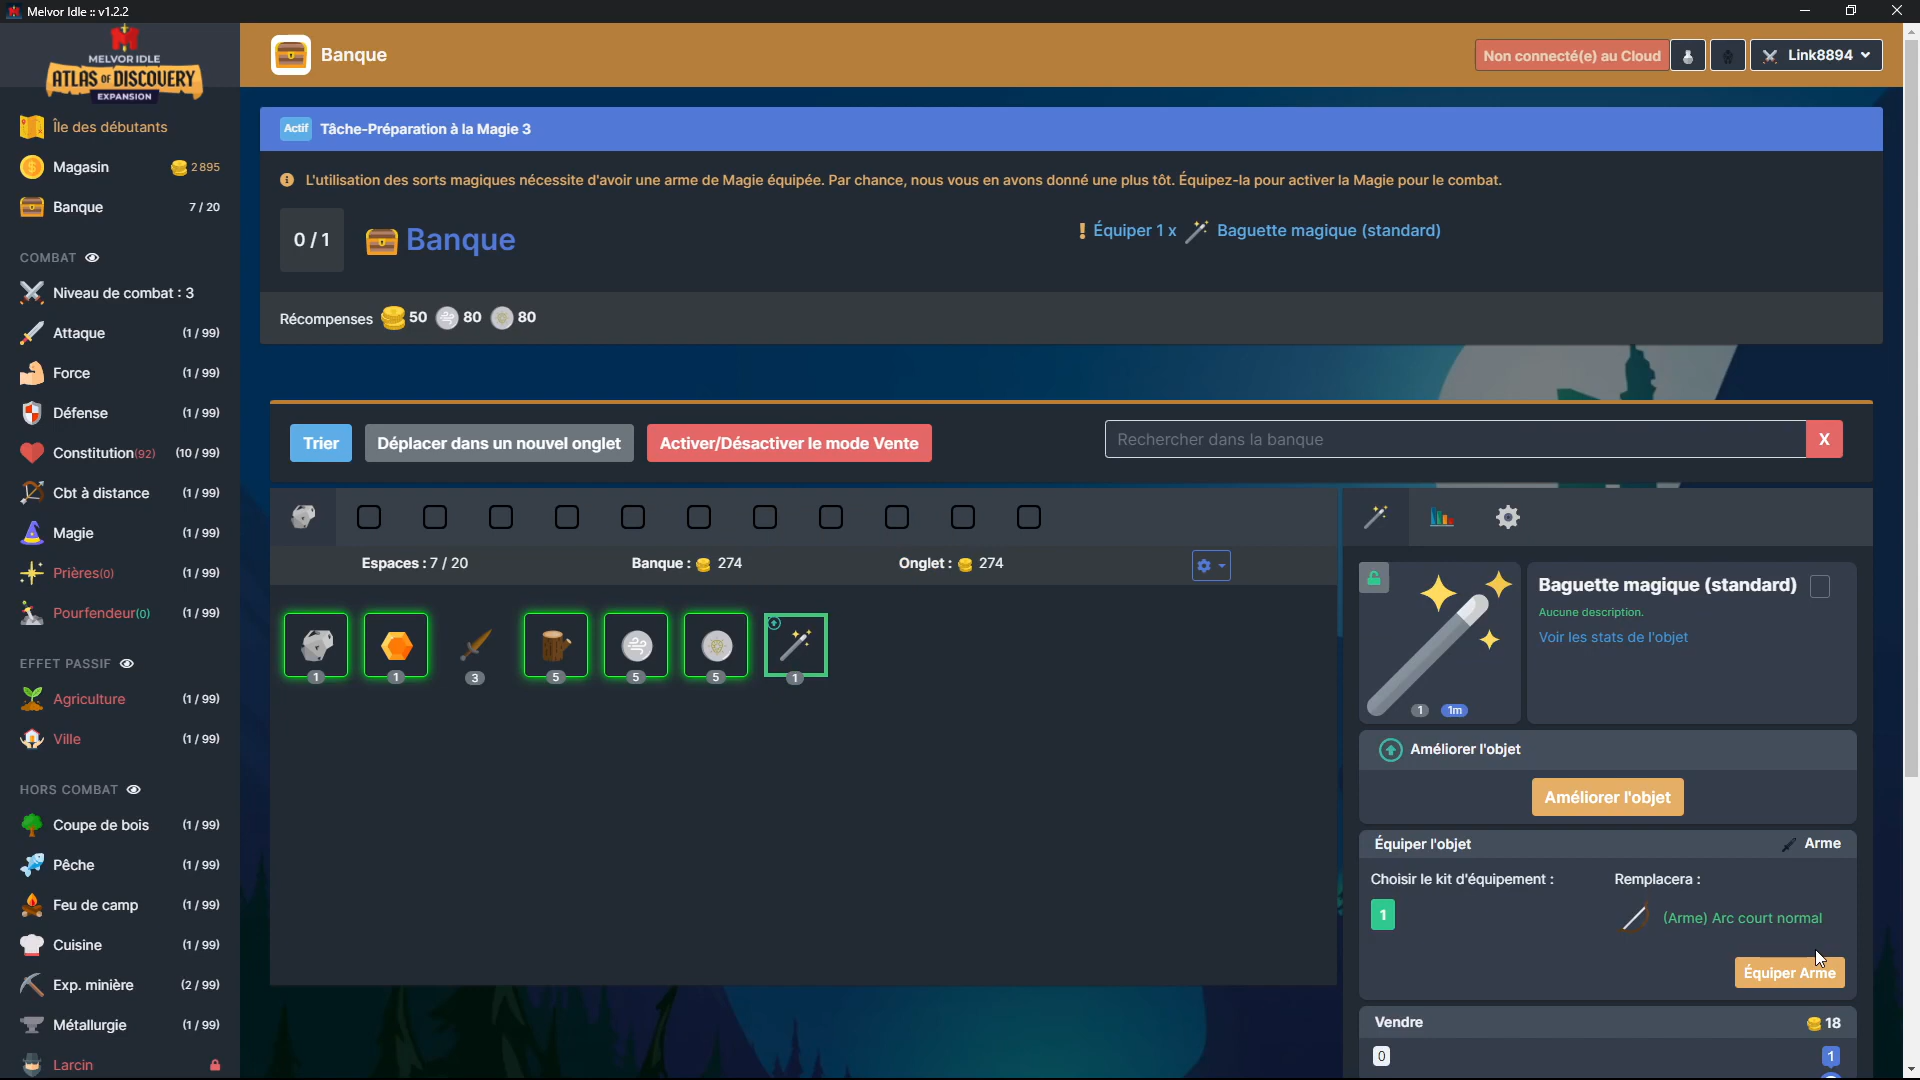 Melvor Idle :: v1.2.2
MELVOR IDLE
ATLAS OF DISCOVERY
EXPANSION
Île des débutants
Magasin 2 895
Banque 7 / 20
COMBAT
Niveau de combat : 3
Attaque (1 / 99)
Force (1 / 99)
Défense (1 / 99)
Constitution(92) (10 / 99)
Cbt à distance (1 / 99)
Magie (1 / 99)
Prières(0) (1 / 99)
Pourfendeur(0) (1 / 99)
EFFET PASSIF
Agriculture (1 / 99)
Ville (1 / 99)
HORS COMBAT
Coupe de bois (1 / 99)
Pêche (1 / 99)
Feu de camp (1 / 99)
Cuisine (1 / 99)
Exp. minière (2 / 99)
Métallurgie (1 / 99)
Larcin
Banque
Non connecté(e) au Cloud
Link8894
Actif Tâche-Préparation à la Magie 3
L'utilisation des sorts magiques nécessite d'avoir une arme de Magie équipée. Par chance, nous vous en avons donné une plus tôt. Équipez-la pour activer la Magie pour le combat.
0 / 1 Banque
! Équiper 1 x Baguette magique (standard)
Récompenses 50 80 80
Trier
Déplacer dans un nouvel onglet
Activer/Désactiver le mode Vente
Rechercher dans la banque
X
Espaces : 7 / 20
Banque : 274
Onglet : 274
1 1 3 5 5 5 1
Baguette magique (standard)
Aucune description.
Voir les stats de l'objet
1 1m
Améliorer l'objet
Améliorer l'objet
Équiper l'objet
Arme
Choisir le kit d'équipement :
Remplacera :
1
(Arme) Arc court normal
Équiper Arme
Vendre
18
0
1